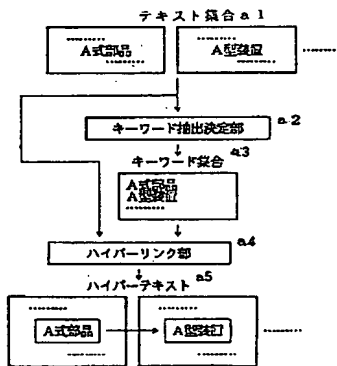 テキスト集合 a1
A式部品
A型装置
キーワード抽出決定部 a2
a3
キーワード集合
A式部品
A型装置
ハイパーリンク部 a4
ハイパーテキスト a5
A式部品
A型装置